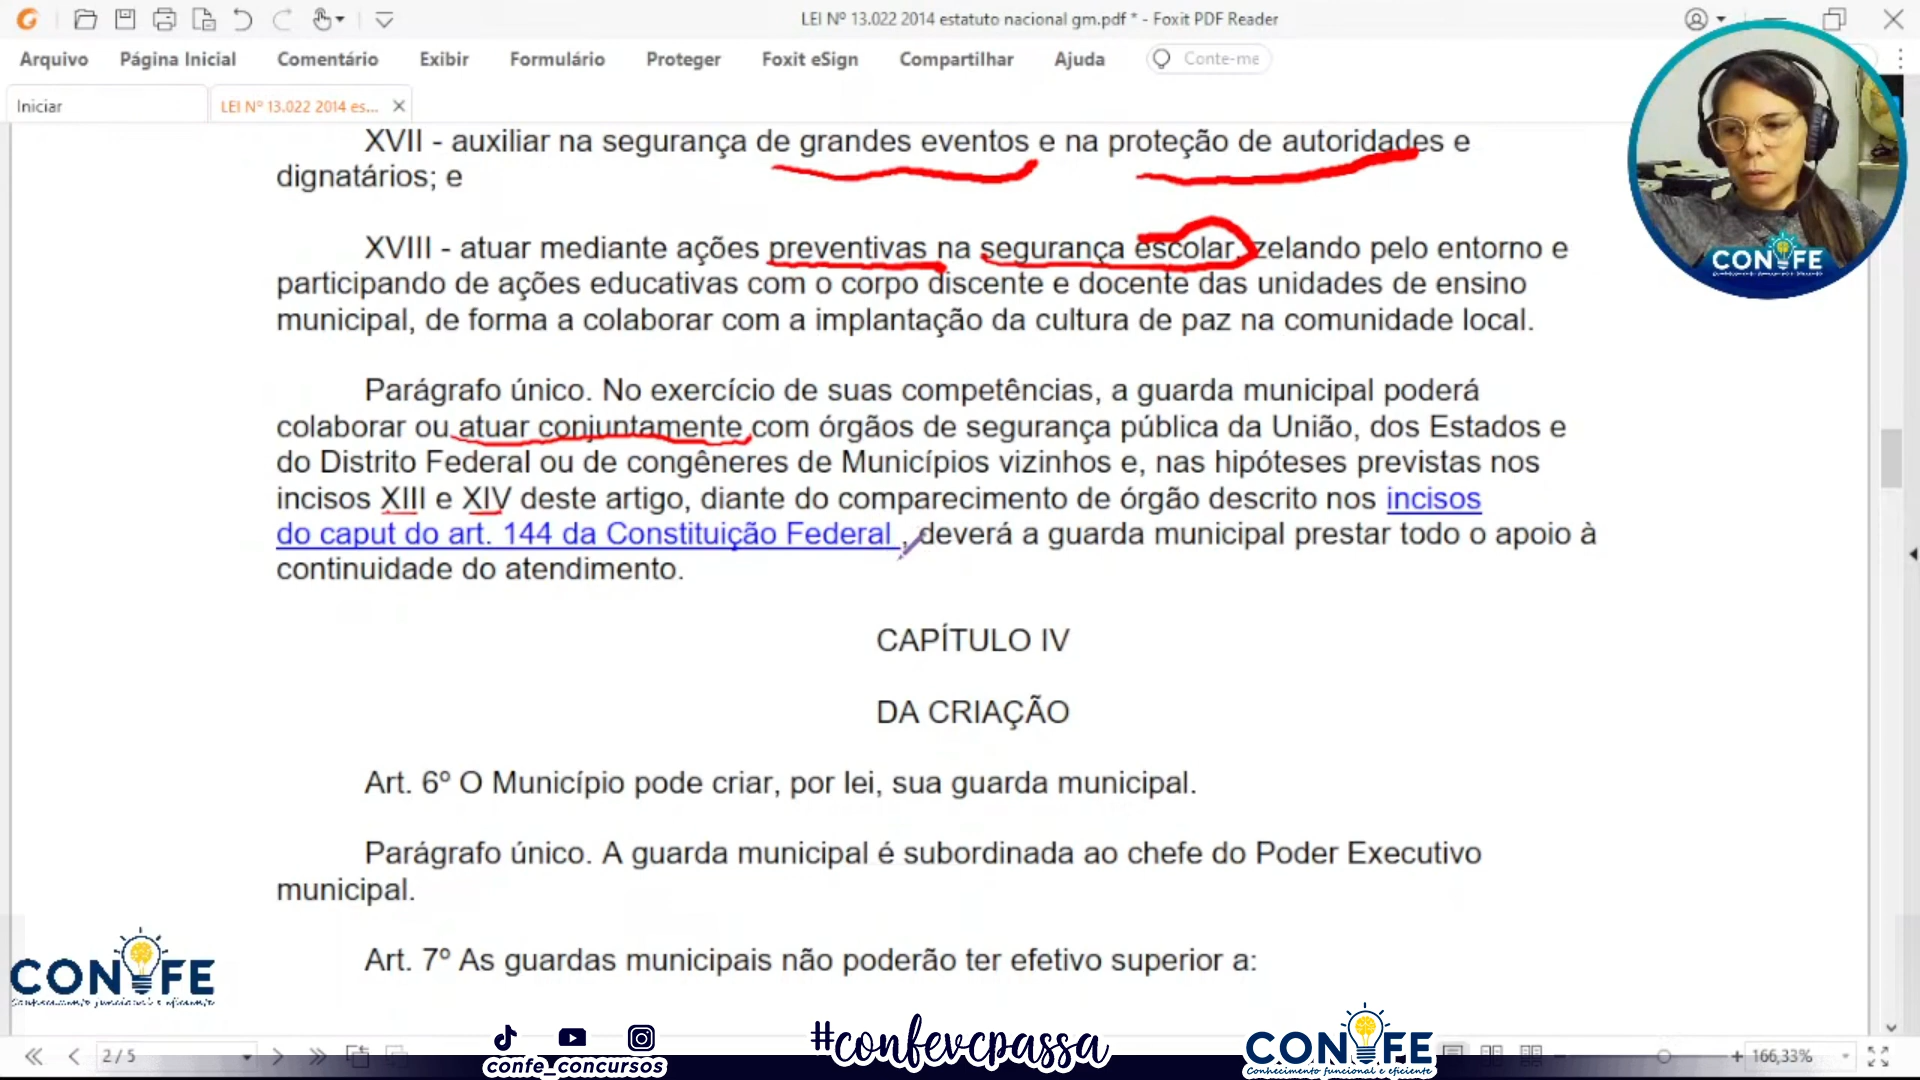 LEI Nº 13.022 2014 estatuto nacional gm.pdf * - Foxit PDF Reader
Arquivo Página Inicial Comentário Exibir Formulário Proteger Foxit eSign Compartilhar Ajuda Conte-me
Iniciar LEI Nº 13.022 2014 es...
XVII - auxiliar na segurança de grandes eventos e na proteção de autoridades e
dignatários; e
XVIII - atuar mediante ações preventivas na segurança escolar, zelando pelo entorno e
participando de ações educativas com o corpo discente e docente das unidades de ensino
municipal, de forma a colaborar com a implantação da cultura de paz na comunidade local.
Parágrafo único. No exercício de suas competências, a guarda municipal poderá
colaborar ou atuar conjuntamente com órgãos de segurança pública da União, dos Estados e
do Distrito Federal ou de congêneres de Municípios vizinhos e, nas hipóteses previstas nos
incisos XIII e XIV deste artigo, diante do comparecimento de órgão descrito nos incisos
do caput do art. 144 da Constituição Federal , deverá a guarda municipal prestar todo o apoio à
continuidade do atendimento.
CAPÍTULO IV
DA CRIAÇÃO
Art. 6º O Município pode criar, por lei, sua guarda municipal.
Parágrafo único. A guarda municipal é subordinada ao chefe do Poder Executivo
municipal.
Art. 7º As guardas municipais não poderão ter efetivo superior a:
CONFE
CONFE
Conhecimento funcional e eficiente
confe_concursos
#confevcpassa
CONFE
Conhecimento funcional e eficiente
2 / 5
166,33%